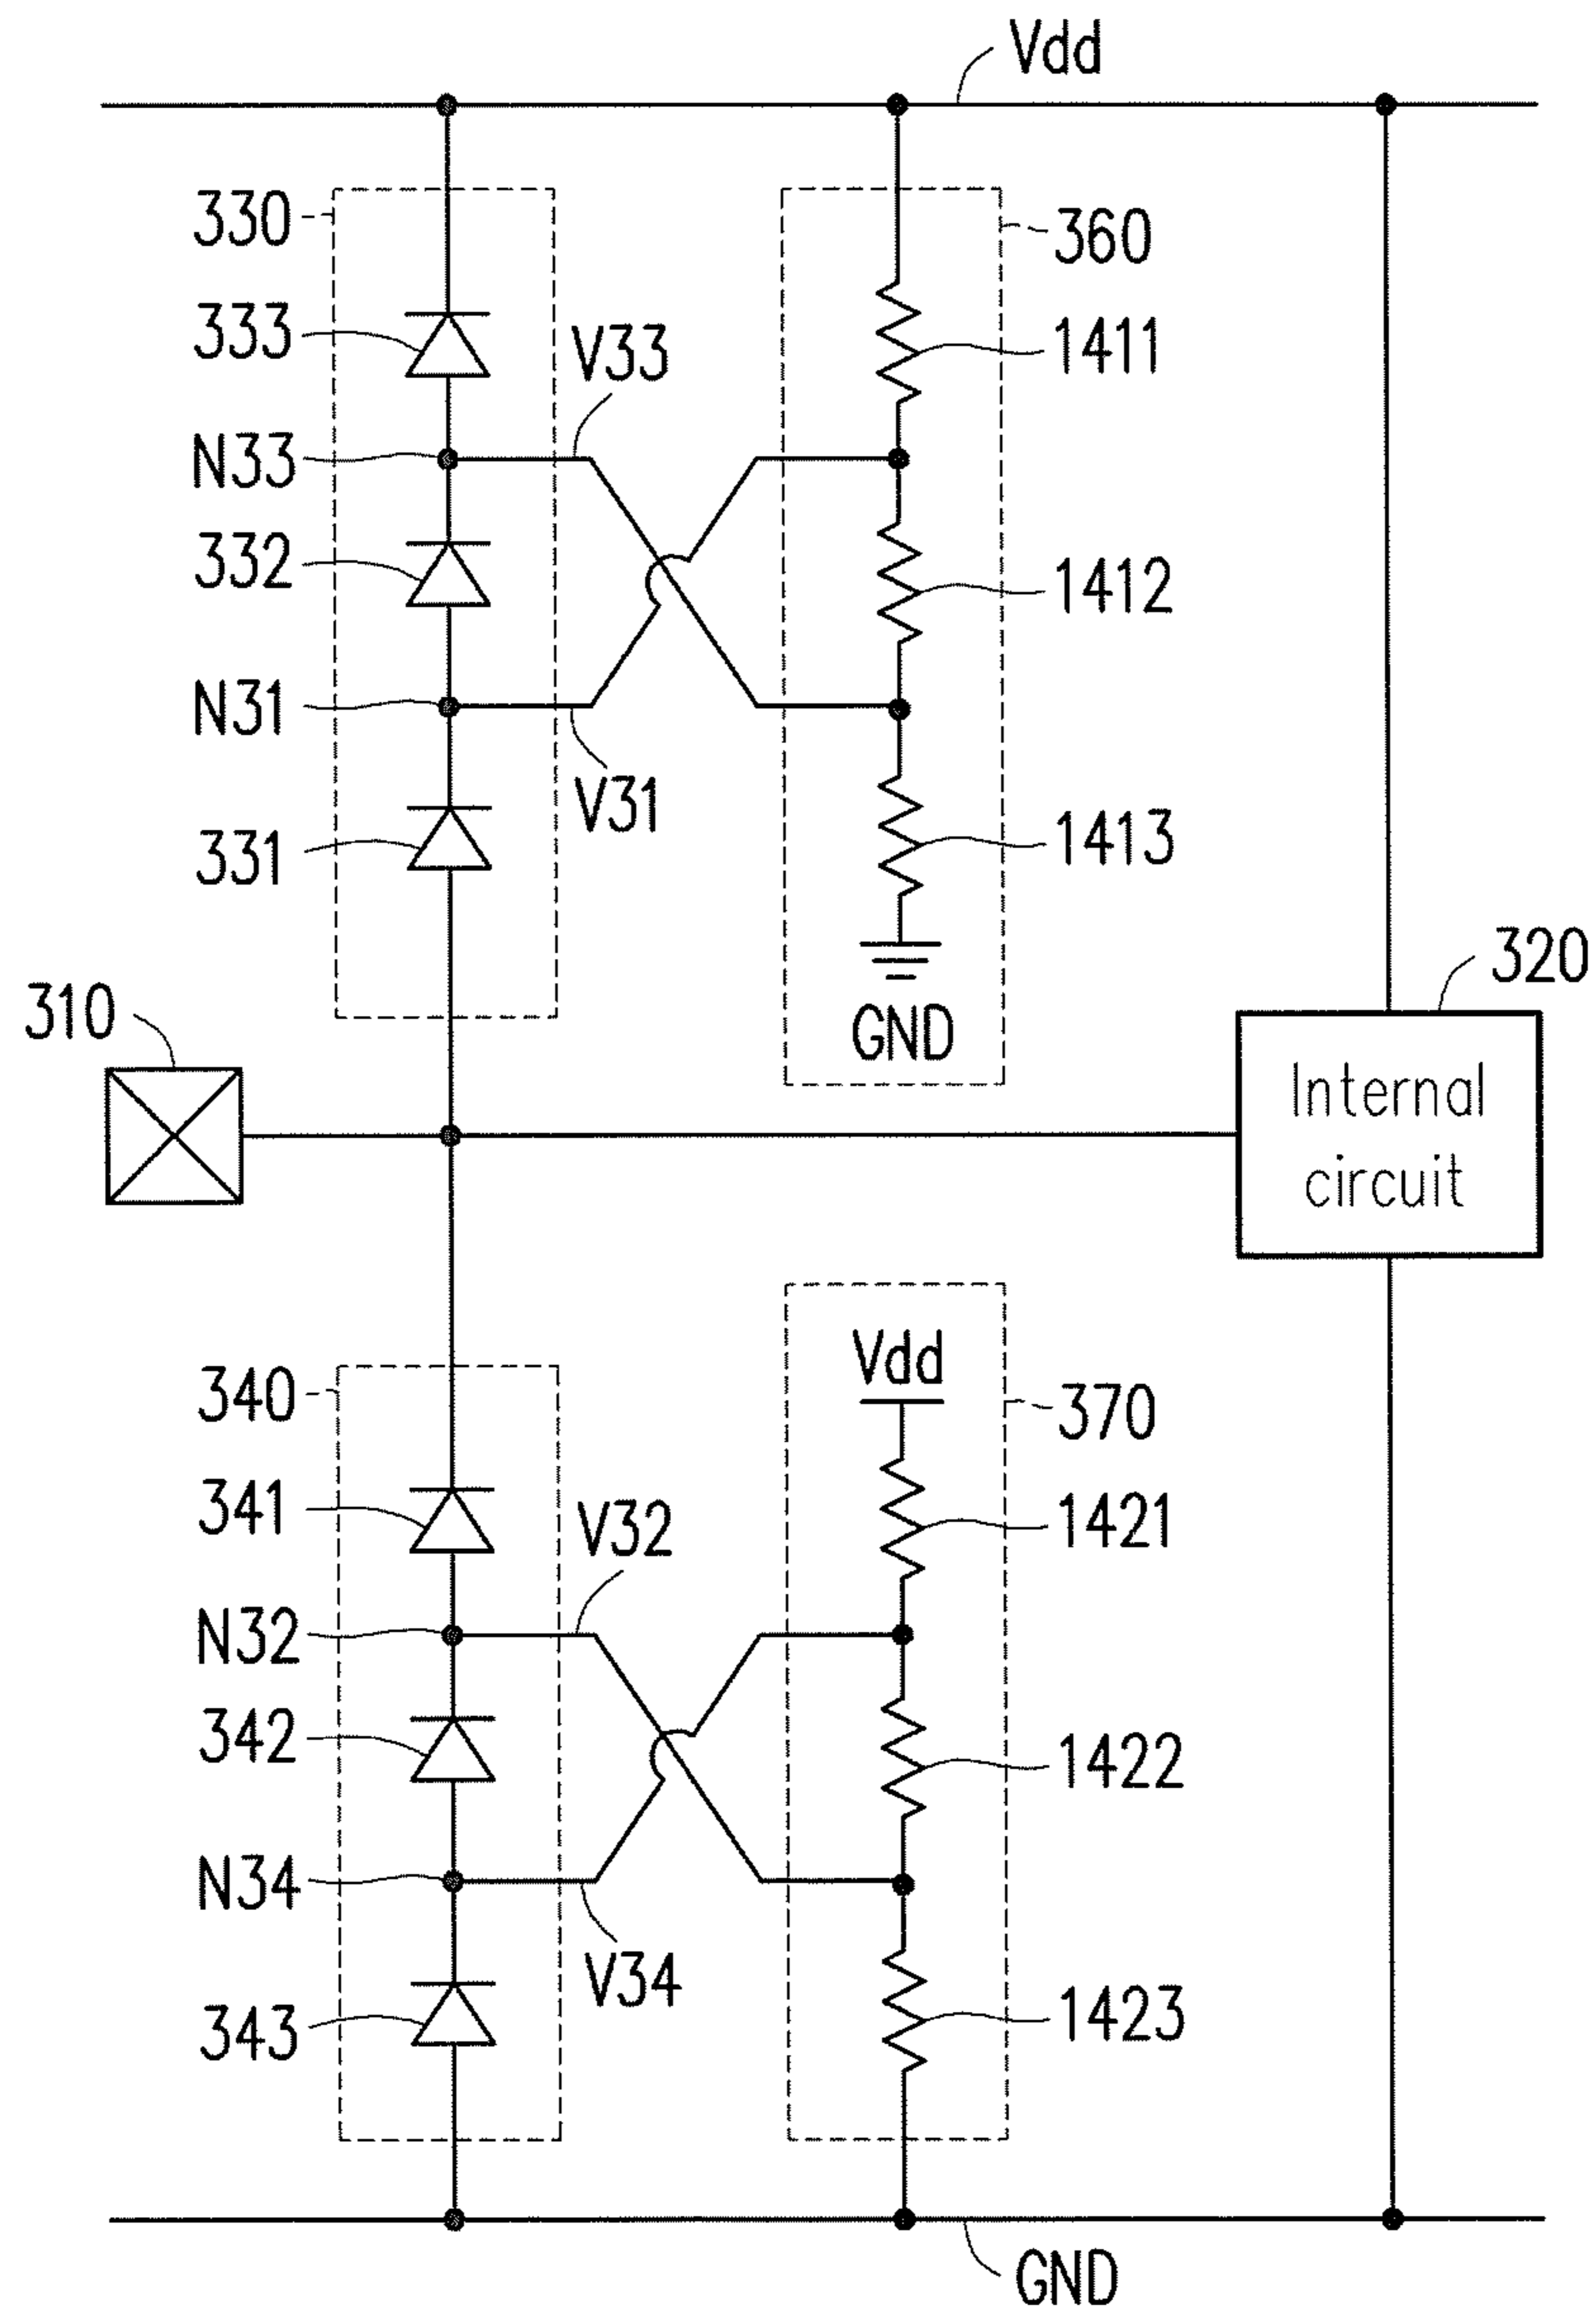 Vdd
330
360
333
V33
1411
N33
332
1412
N31
V31
331
1413
320
310
GND
Internal
circuit
Vdd
340
370
341
V32
1421
N32
342
1422
N34
V34
343
1423
GND